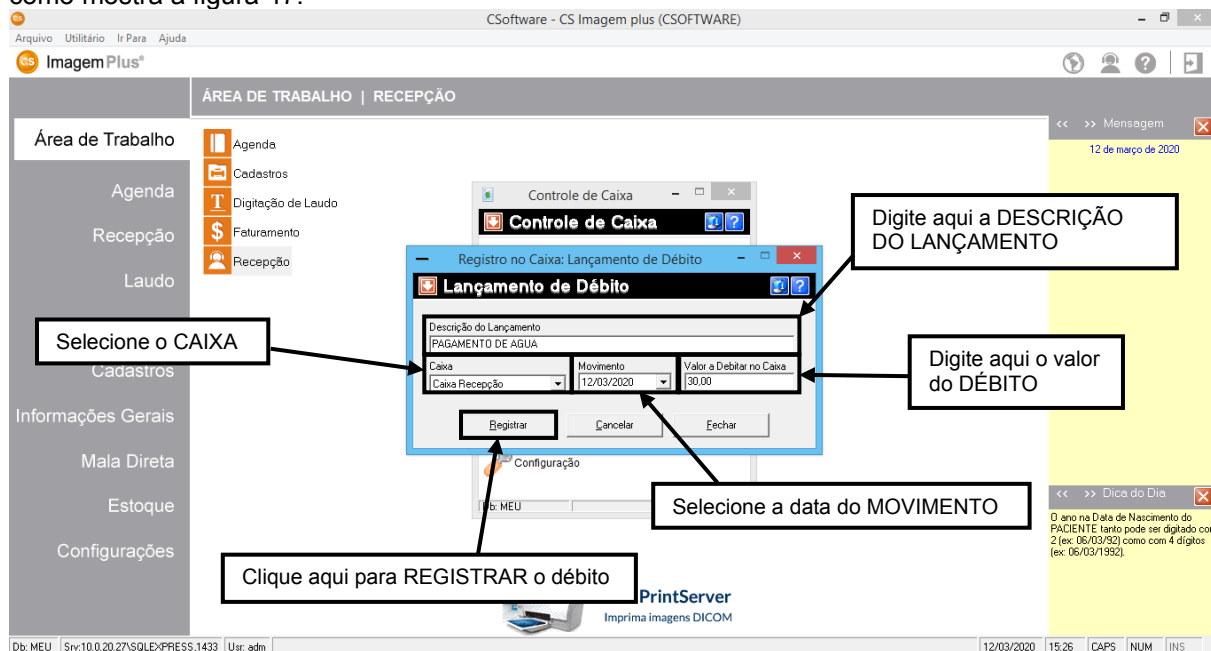 como mostra a figura 47.
CSoftware - CS Imagem plus (CSOFTWARE)
Arquivo Utilitário Ir Para Ajuda
cs Imagem Plus®
ÁREA DE TRABALHO | RECEPÇÃO
<< >> Mensagem
12 de março de 2020
Área de Trabalho
Agenda
Recepção
Laudo
Cadastros
Informações Gerais
Mala Direta
Estoque
Configurações
Agenda
Cadastros
Digitação de Laudo
Faturamento
Recepção
Controle de Caixa
Controle de Caixa
Registro no Caixa: Lançamento de Débito
Lançamento de Débito
Descrição do Lançamento
PAGAMENTO DE AGUA
Caixa Movimento Valor a Debitar no Caixa
Caixa Recepção 12/03/2020 30,00
Registrar Cancelar Fechar
Configuração
Db: MEU
Digite aqui a DESCRIÇÃO
DO LANÇAMENTO
Selecione o CAIXA
Digite aqui o valor
do DÉBITO
Selecione a data do MOVIMENTO
Clique aqui para REGISTRAR o débito
PrintServer
Imprima imagens DICOM
<< >> Dica do Dia
O ano na Data de Nascimento do
PACIENTE tanto pode ser digitado com
2 (ex: 06/03/92) como com 4 dígitos
(ex: 06/03/1992).
Db: MEU Srv:10.0.20.27\SQLEXPRESS,1433 Usr: adm 12/03/2020 15:26 CAPS NUM INS